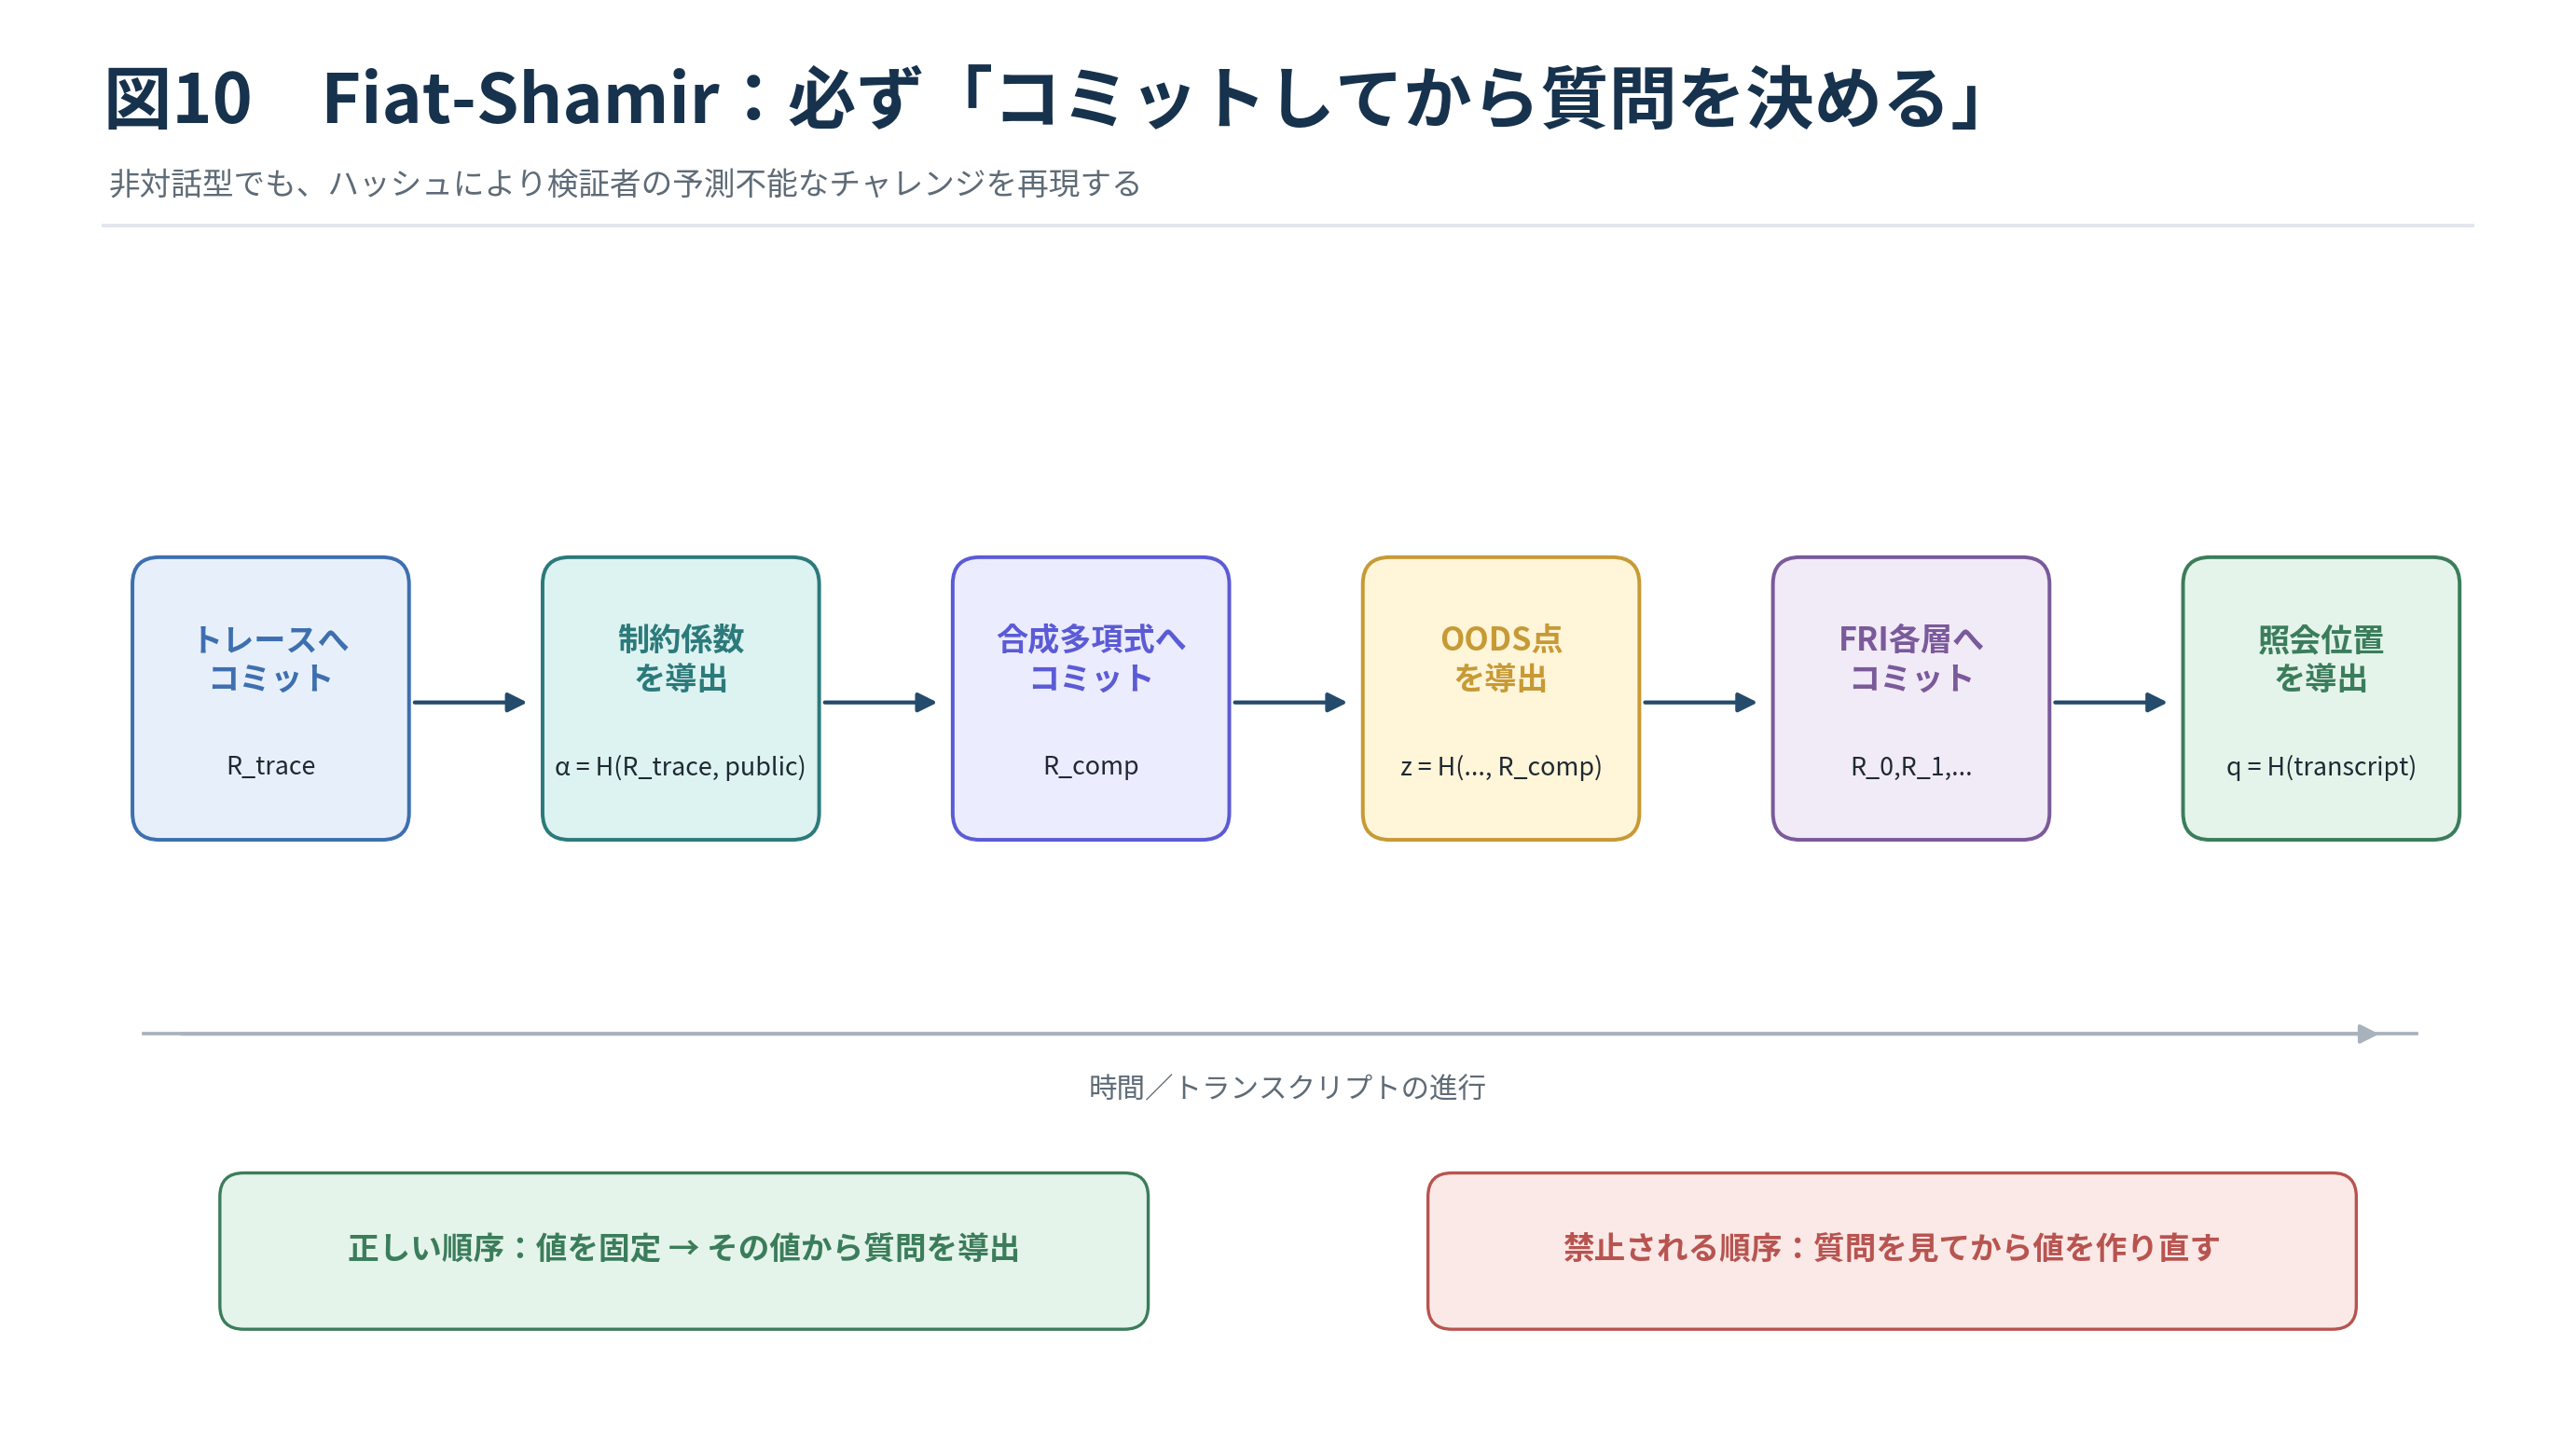 図10　Fiat-Shamir：必ず「コミットしてから質問を決める」
非対話型でも、ハッシュにより検証者の予測不能なチャレンジを再現する
トレースへ
コミット
R_trace
制約係数
を導出
α = H(R_trace, public)
合成多項式へ
コミット
R_comp
OODS点
を導出
z = H(..., R_comp)
FRI各層へ
コミット
R_0,R_1,...
照会位置
を導出
q = H(transcript)
時間／トランスクリプトの進行
正しい順序：値を固定 → その値から質問を導出
禁止される順序：質問を見てから値を作り直す